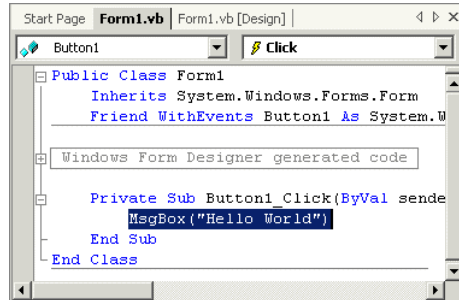 Start Page Form1.vb Form1.vb [Design]
Button1 Click
Public Class Form1
Inherits System.Windows.Forms.Form
Friend WithEvents Button1 As System.W
Windows Form Designer generated code
Private Sub Button1_Click(ByVal sende
MsgBox("Hello World")
End Sub
End Class